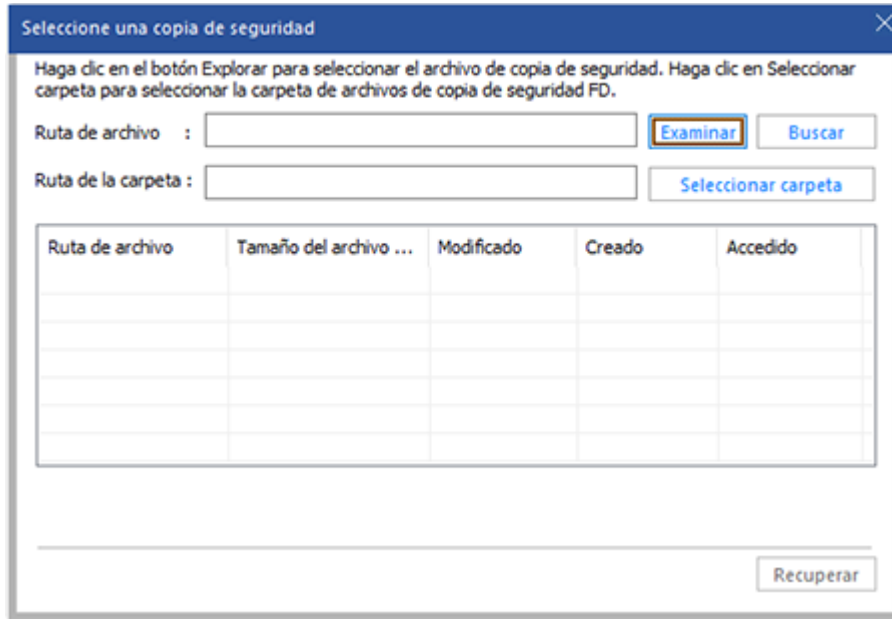 Seleccione una copia de seguridad
Haga clic en el botón Explorar para seleccionar el archivo de copia de seguridad. Haga clic en Seleccionar
carpeta para seleccionar la carpeta de archivos de copia de seguridad FD.
Ruta de archivo : Examinar Buscar
Ruta de la carpeta : Seleccionar carpeta
Ruta de archivo Tamaño del archivo ... Modificado Creado Accedido
Recuperar